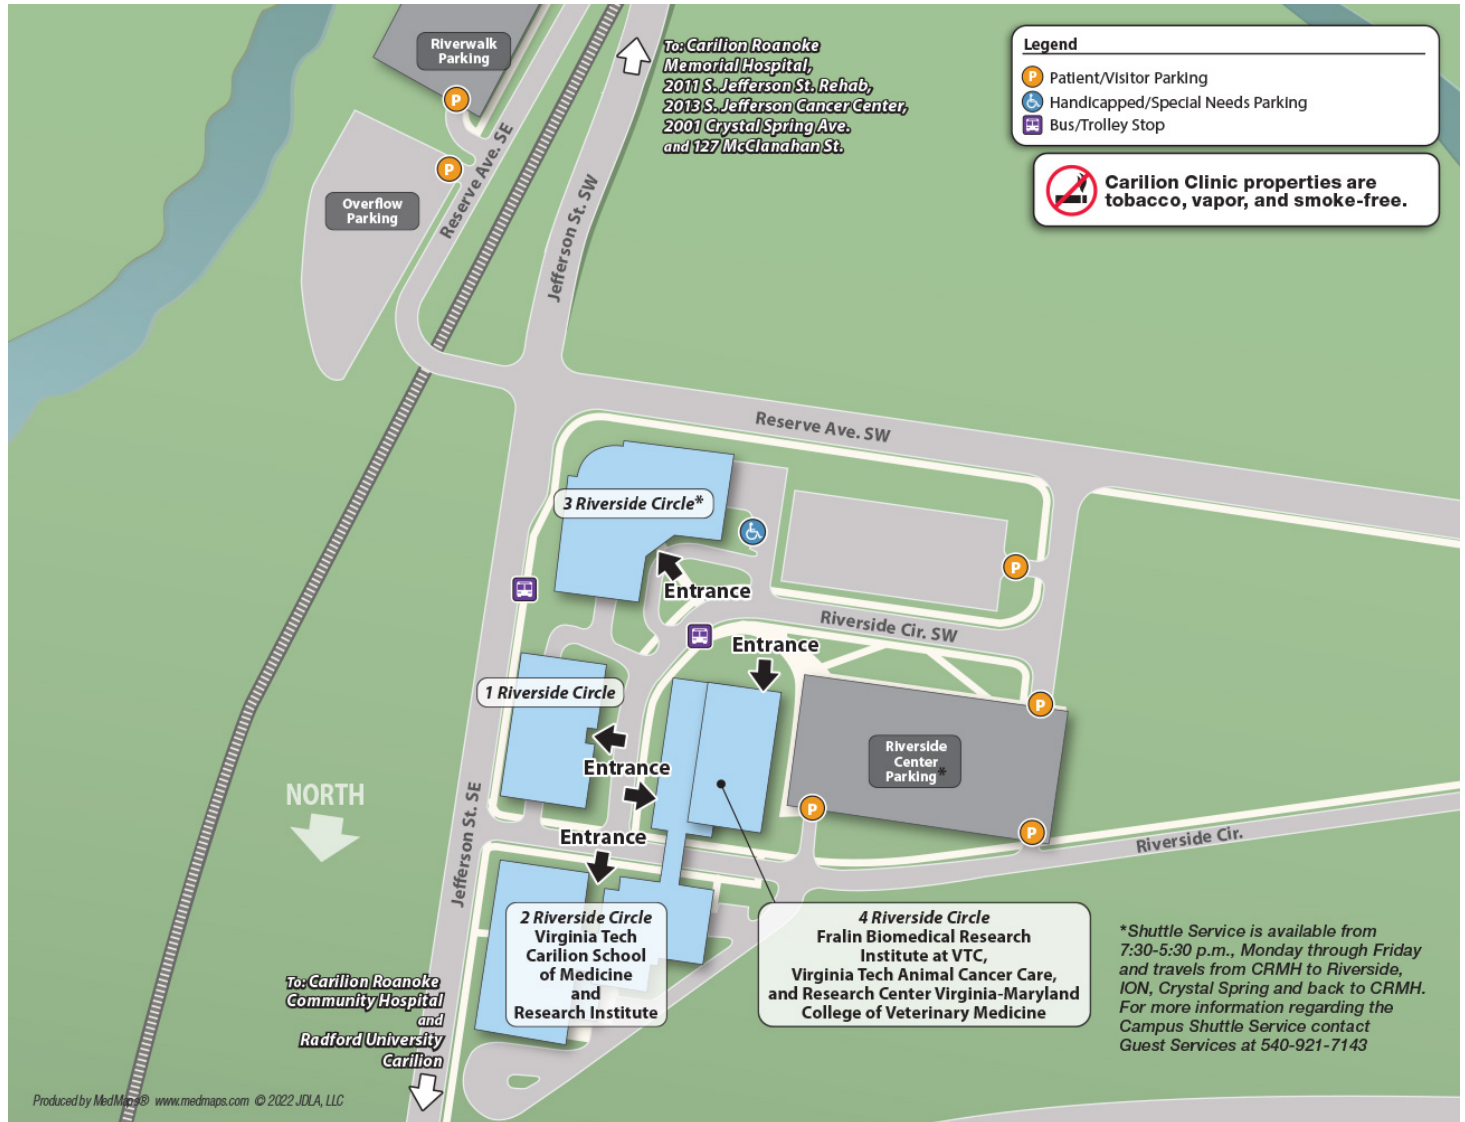 Riverwalk
Parking
P
P
Overflow
Parking
Reserve Ave. SE
Jefferson St. SW
To: Carilion Roanoke
Memorial Hospital,
2011 S. Jefferson St. Rehab,
2013 S. Jefferson Cancer Center,
2001 Crystal Spring Ave.
and 127 McClanahan St.
Legend
P Patient/Visitor Parking
Handicapped/Special Needs Parking
Bus/Trolley Stop
Carilion Clinic properties are
tobacco, vapor, and smoke-free.
Reserve Ave. SW
3 Riverside Circle*
P
Entrance
Riverside Cir. SW
Entrance
1 Riverside Circle
P
Riverside
Center
Parking*
Entrance
P
P
Entrance
Riverside Cir.
NORTH
Jefferson St. SE
2 Riverside Circle
Virginia Tech
Carilion School
of Medicine
and
Research Institute
4 Riverside Circle
Fralin Biomedical Research
Institute at VTC,
Virginia Tech Animal Cancer Care,
and Research Center Virginia-Maryland
College of Veterinary Medicine
*Shuttle Service is available from
7:30-5:30 p.m., Monday through Friday
and travels from CRMH to Riverside,
ION, Crystal Spring and back to CRMH.
For more information regarding the
Campus Shuttle Service contact
Guest Services at 540-921-7143
To: Carilion Roanoke
Community Hospital
and
Radford University
Carilion
Produced by MedMaps® www.medmaps.com © 2022 JDLA, LLC